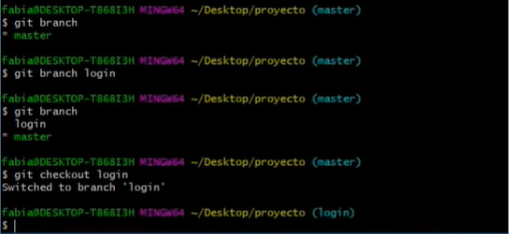 fabia@DESKTOP-T868I3H MINGW64 ~/Desktop/proyecto (master)
$ git branch
* master
fabia@DESKTOP-T868I3H MINGW64 ~/Desktop/proyecto (master)
$ git branch login
fabia@DESKTOP-T868I3H MINGW64 ~/Desktop/proyecto (master)
$ git branch
  login
* master
fabia@DESKTOP-T868I3H MINGW64 ~/Desktop/proyecto (master)
$ git checkout login
Switched to branch 'login'
fabia@DESKTOP-T868I3H MINGW64 ~/Desktop/proyecto (login)
$